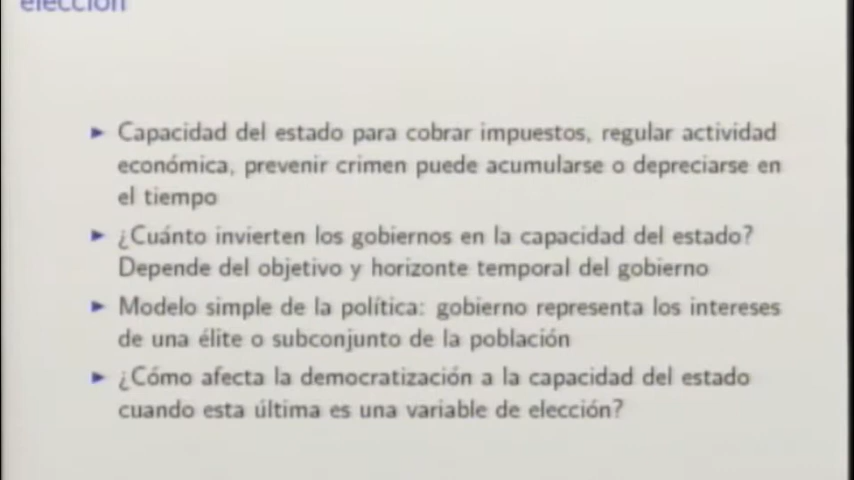 elección
Capacidad del estado para cobrar impuestos, regular actividad
económica, prevenir crimen puede acumularse o depreciarse en
el tiempo
¿Cuánto invierten los gobiernos en la capacidad del estado?
Depende del objetivo y horizonte temporal del gobierno
Modelo simple de la política: gobierno representa los intereses
de una élite o subconjunto de la población
¿Cómo afecta la democratización a la capacidad del estado
cuando esta última es una variable de elección?